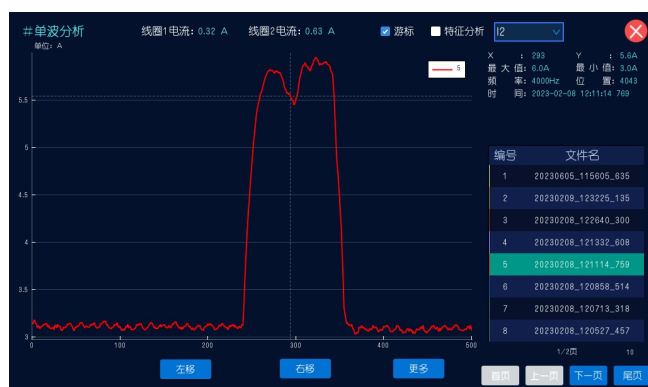 #单波分析 线圈1电流: 0.32 A 线圈2电流: 0.63 A 游标 特征分析 I2
单位: A
X : 293 Y : 5.6A
最大值: 6.0A 最小值: 3.0A
频率: 4000Hz 位置: 4043
时间: 2023-02-08 12:11:14 769
5
5.5
5
4.5
4
3.5
3
0 100 200 300 400 500
编号 文件名
1 20230605_115605_635
2 20230209_123225_135
3 20230208_122640_300
4 20230208_121332_608
5 20230208_121114_759
6 20230208_120858_514
7 20230208_120713_318
8 20230208_120527_457
1/2页 10
左移 右移 更多
首页 上一页 下一页 尾页